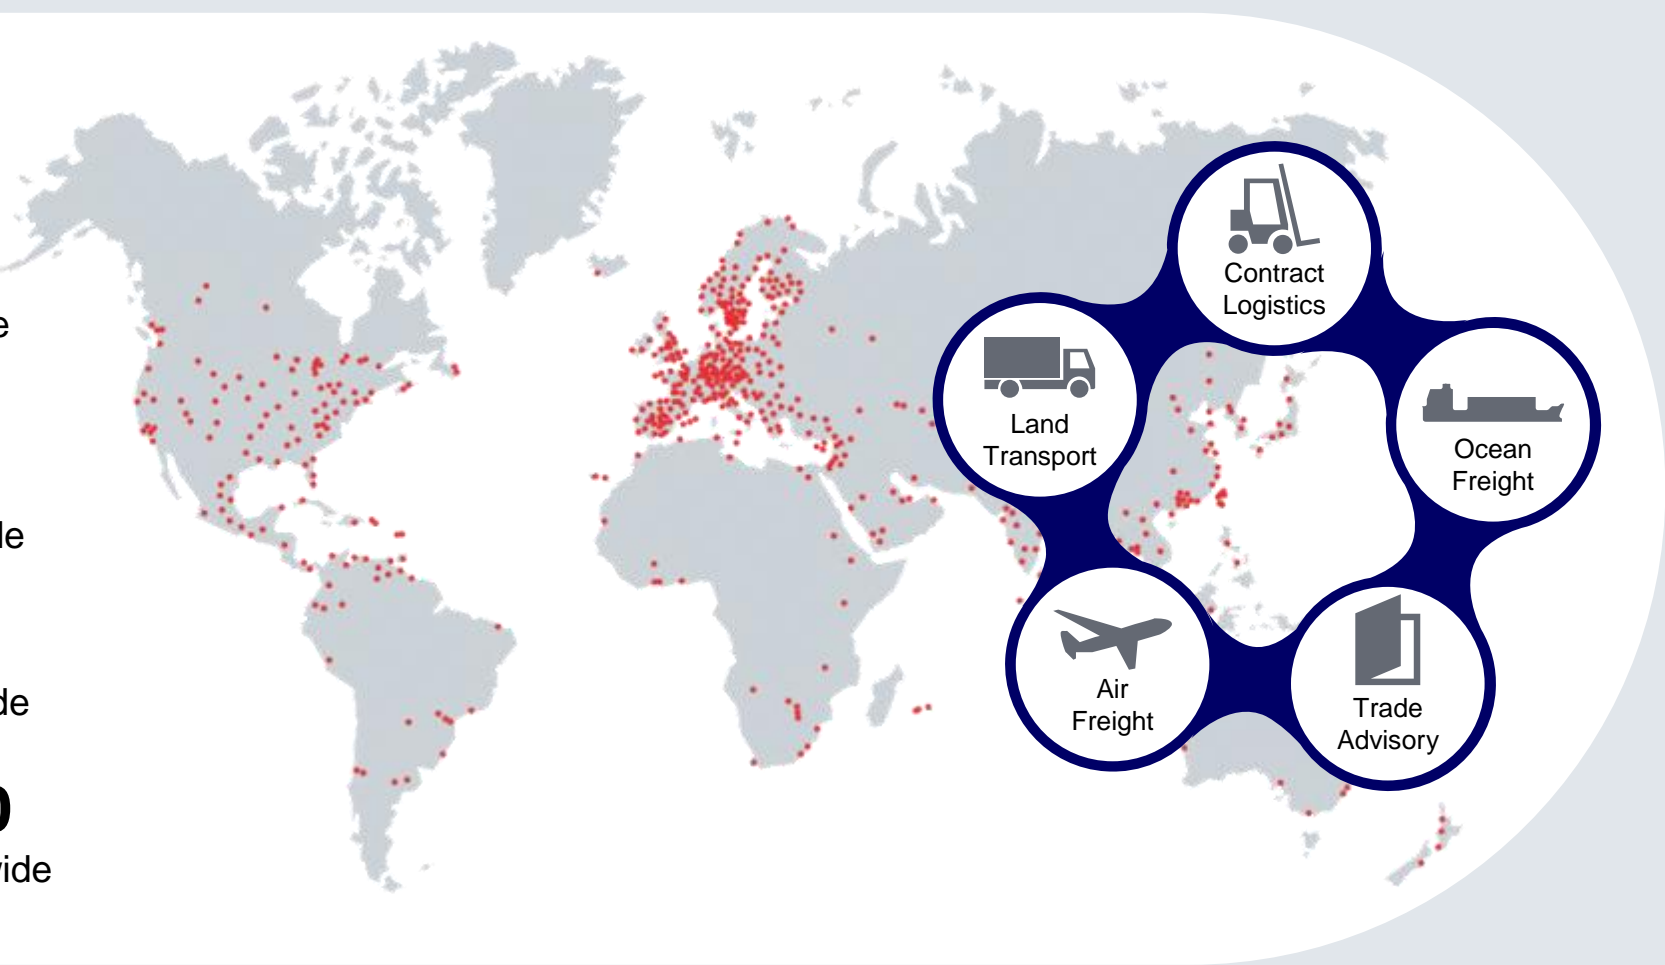 Contract
Logistics
Land
Transport
Ocean
Freight
Air
Freight
Trade
Advisory